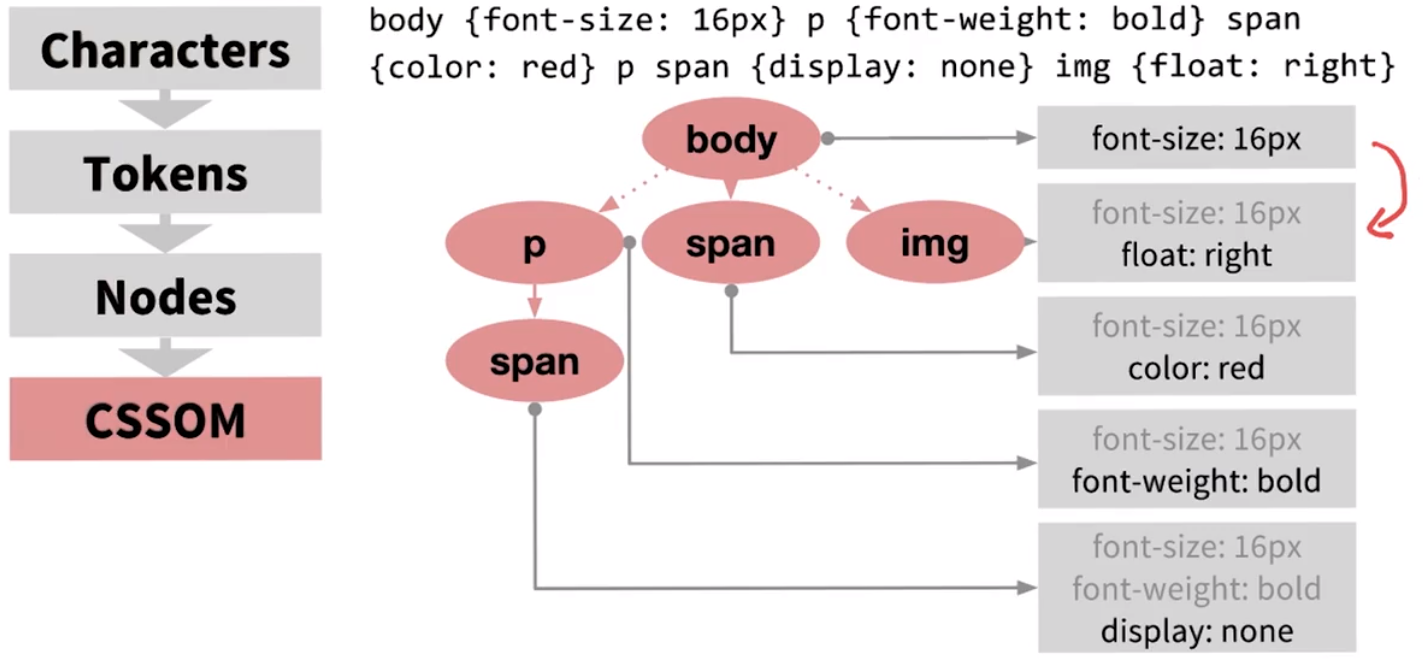 body {font-size: 16px} p {font-weight: bold} span
{color: red} p span {display: none} img {float: right}
Characters
Tokens
Nodes
CSSOM
body
p
span
img
span
font-size: 16px
font-size: 16px
float: right
font-size: 16px
color: red
font-size: 16px
font-weight: bold
font-size: 16px
font-weight: bold
display: none